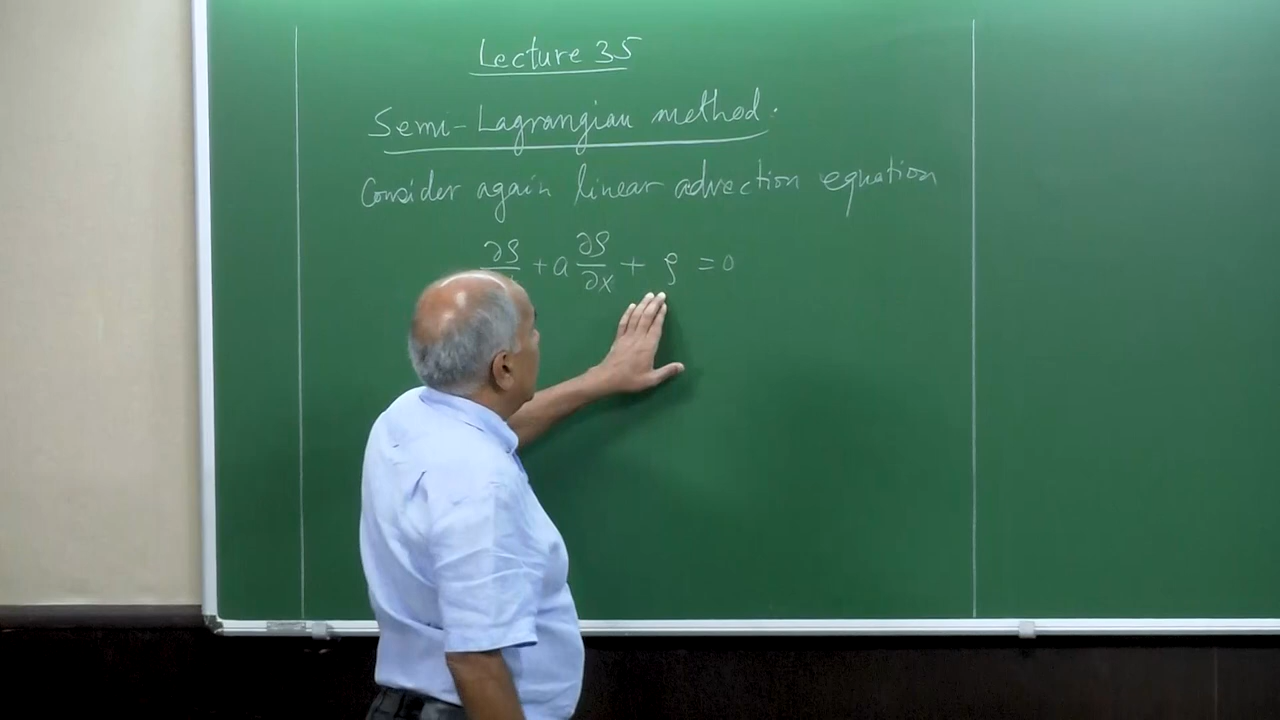 Lecture 35
Semi-Lagrangian method.
Consider again linear advection equation
∂ρ/ + a ∂ρ/∂x + ρ = 0